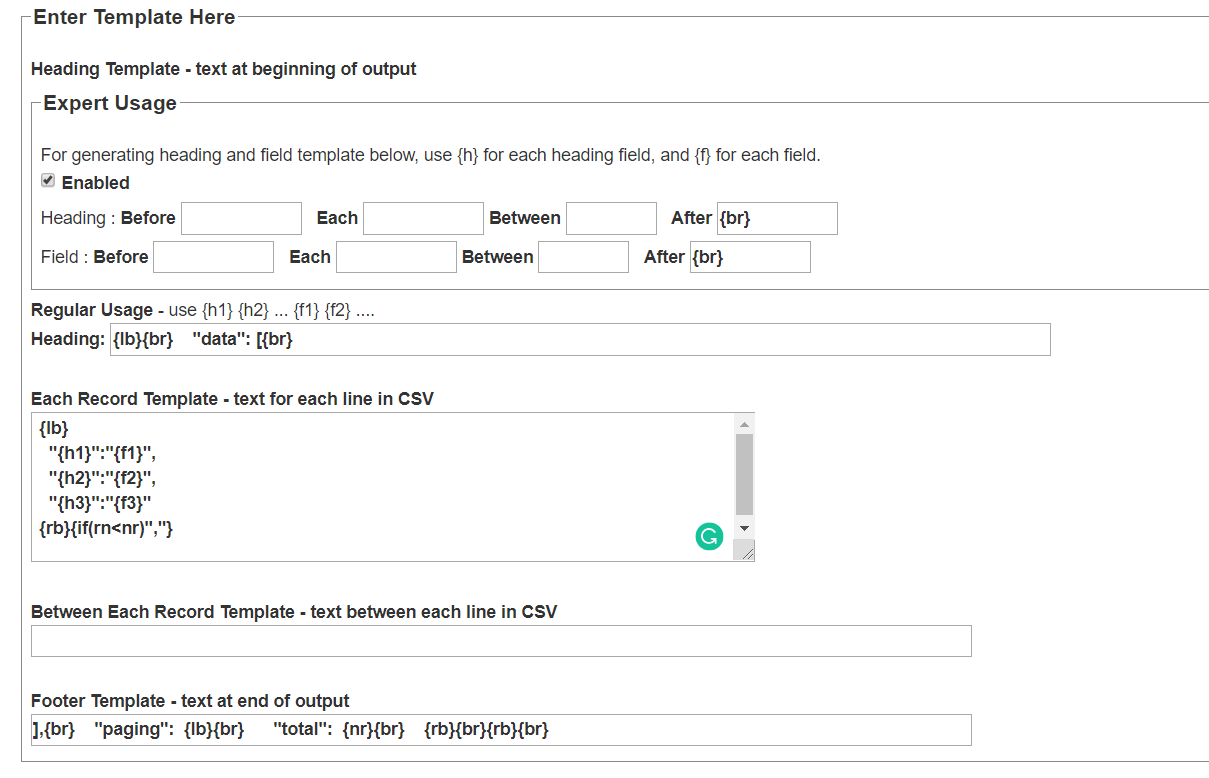 Enter Template Here
Heading Template - text at beginning of output
Expert Usage
For generating heading and field template below, use {h} for each heading field, and {f} for each field.
Enabled
Heading : Before Each Between After {br}
Field : Before Each Between After {br}
Regular Usage - use {h1} {h2} ... {f1} {f2} ....
Heading: {lb}{br}    "data": [{br}
Each Record Template - text for each line in CSV
{lb}
  "{h1}":"{f1}",
  "{h2}":"{f2}",
  "{h3}":"{f3}"
{rb}{if(rn<nr)","}
G
Between Each Record Template - text between each line in CSV
Footer Template - text at end of output
],{br}    "paging":  {lb}{br}      "total":  {nr}{br}    {rb}{br}{rb}{br}